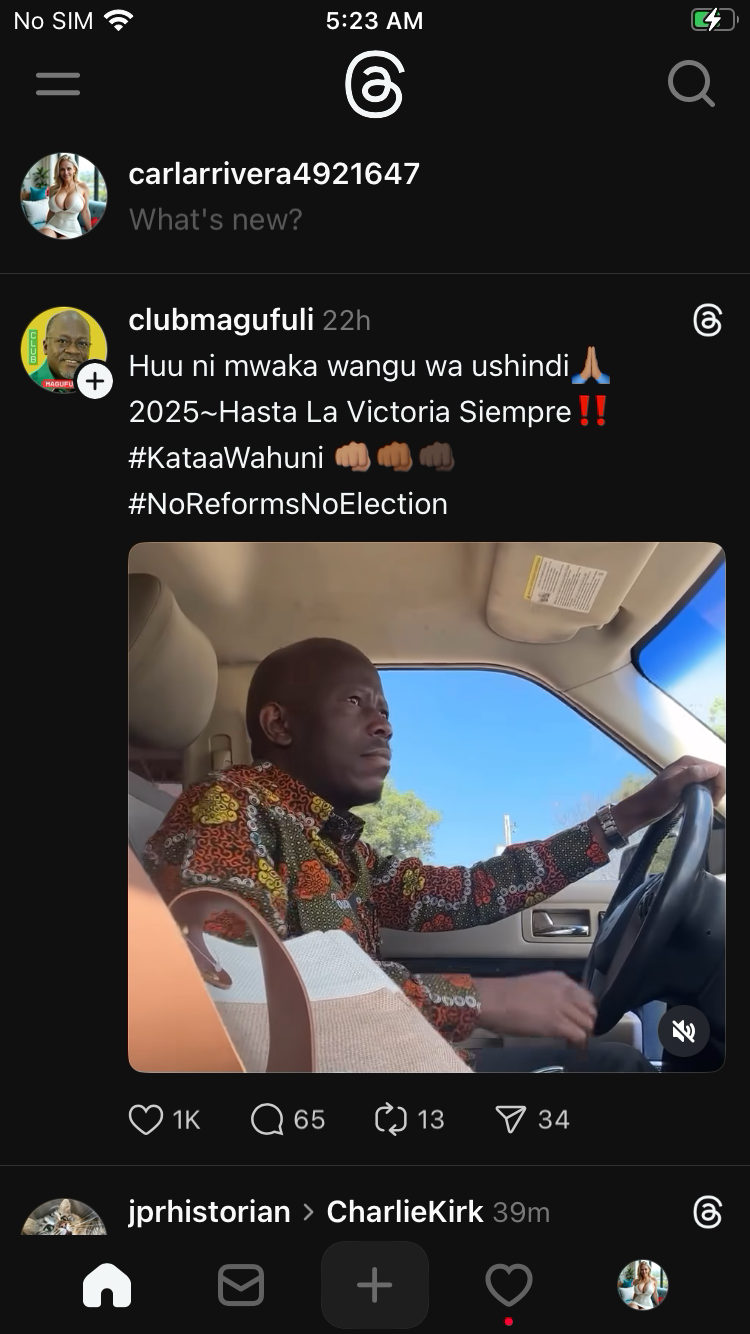 No SIM 5:23 AM
carlarrivera4921647
What's new?
clubmagufuli 22h
Huu ni mwaka wangu wa ushindi🙏🏽
2025~Hasta La Victoria Siempre‼️
#KataaWahuni 👊🏼👊🏽👊🏿
#NoReformsNoElection
1K 65 13 34
jprhistorian > CharlieKirk 39m